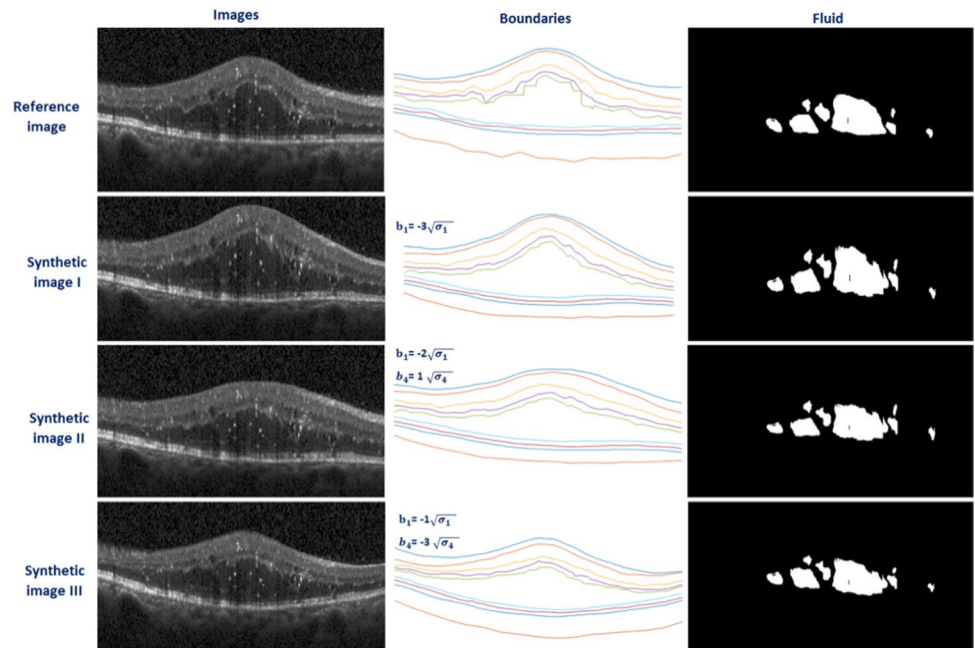 Images
Boundaries
Fluid
Reference
image
Synthetic
image I
b₁= -3√σ₁
Synthetic
image II
b₁= -2√σ₁
b₄= 1 √σ₄
Synthetic
image III
b₁= -1√σ₁
b₄= -3 √σ₄